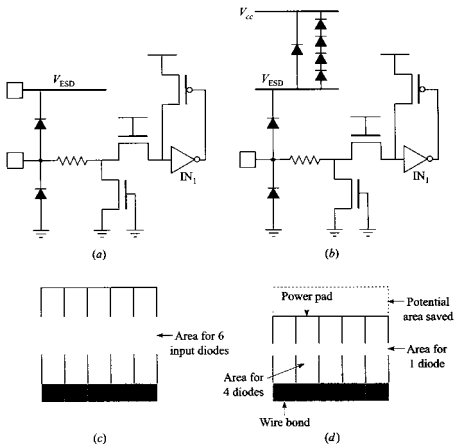 V_cc
V_ESD
V_ESD
IN_1
IN_1
(a)
(b)
Area for 6
input diodes
Power pad
Potential
area saved
Area for
1 diode
Area for
4 diodes
Wire bond
(c)
(d)